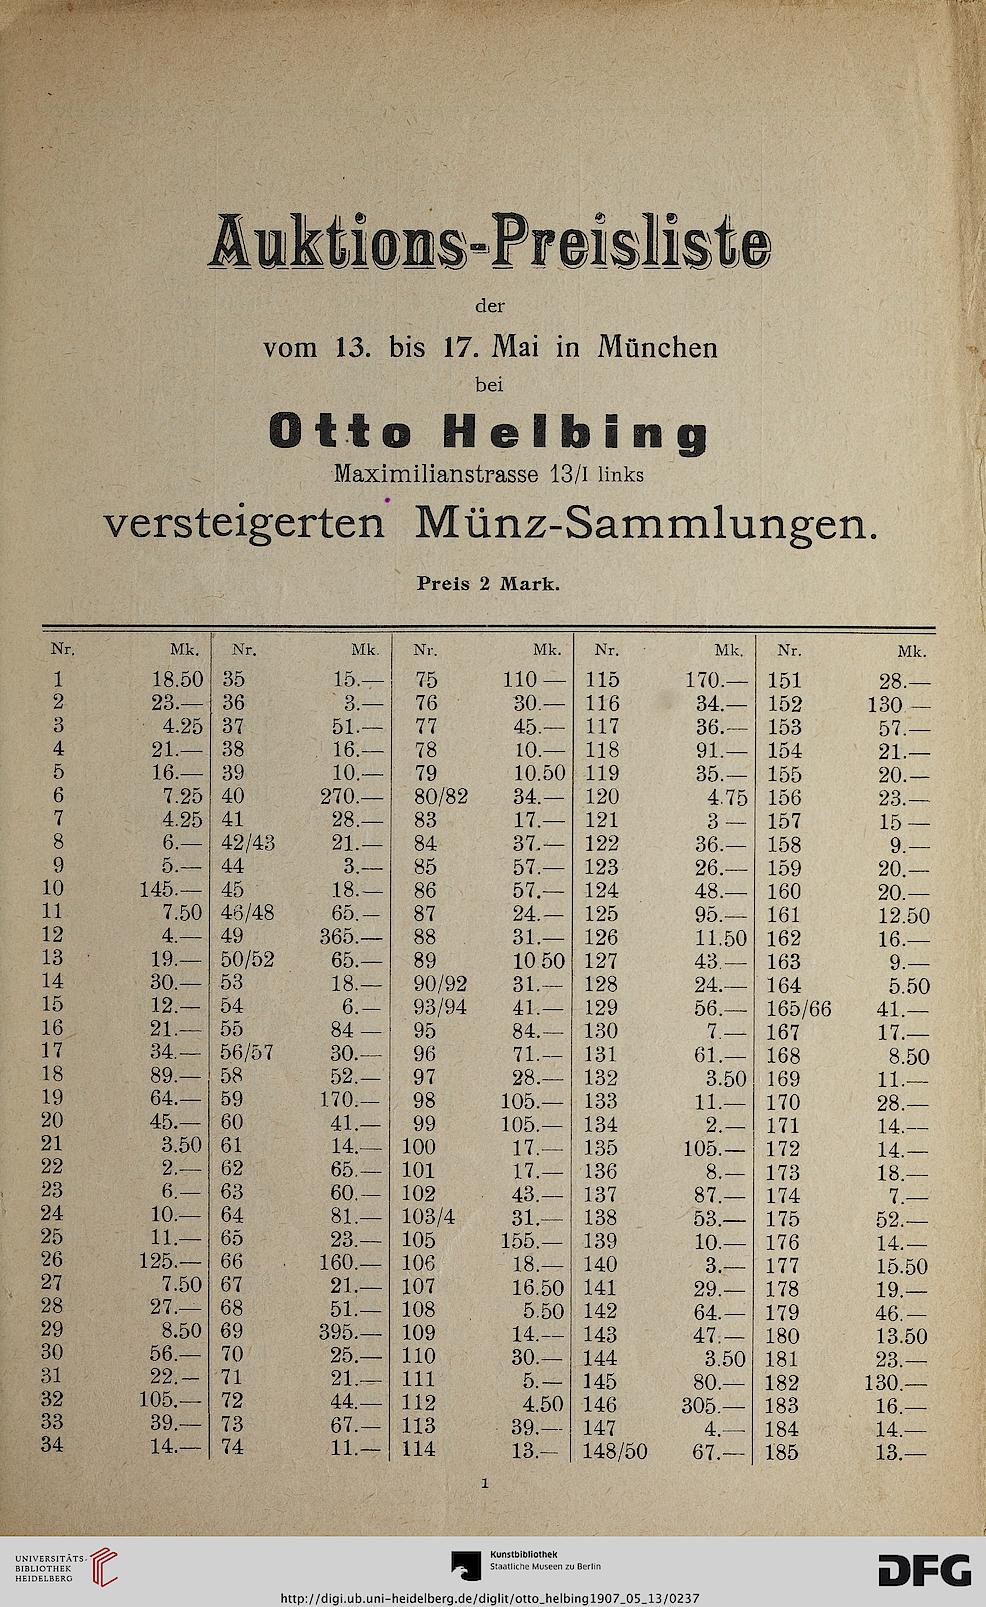 Auktions-Preisliste
der
vom 13. bis 17. Mai in München
bei
Otto Helbing
Maximilianstrasse 13/I links
versteigerten Münz-Sammlungen.
Preis 2 Mark.
Nr. Mk. Nr. Mk. Nr. Mk. Nr. Mk. Nr. Mk.
1 18.50 35 15.— 75 110 — 115 170.— 151 28.—
2 23.— 36 3.— 76 30.— 116 34.— 152 130 —
3 4.25 37 51.— 77 45.— 117 36.— 153 57.—
4 21.— 38 16.— 78 10.— 118 91.— 154 21.—
5 16.— 39 10.— 79 10.50 119 35.— 155 20.—
6 7.25 40 270.— 80/82 34.— 120 4.75 156 23.—
7 4.25 41 28.— 83 17.— 121 3 — 157 15 —
8 6.— 42/43 21.— 84 37.— 122 36.— 158 9.—
9 5.— 44 3.— 85 57.— 123 26.— 159 20.—
10 145.— 45 18.— 86 57.— 124 48.— 160 20.—
11 7.50 46/48 65.— 87 24.— 125 95.— 161 12.50
12 4.— 49 365.— 88 31.— 126 11.50 162 16.—
13 19.— 50/52 65.— 89 10 50 127 43.— 163 9.—
14 30.— 53 18.— 90/92 31.— 128 24.— 164 5.50
15 12.— 54 6.— 93/94 41.— 129 56.— 165/66 41.—
16 21.— 55 84 — 95 84.— 130 7.— 167 17.—
17 34.— 56/57 30.— 96 71.— 131 61.— 168 8.50
18 89.— 58 52.— 97 28.— 132 3.50 169 11.—
19 64.— 59 170.— 98 105.— 133 11.— 170 28.—
20 45.— 60 41.— 99 105.— 134 2.— 171 14.—
21 3.50 61 14.— 100 17.— 135 105.— 172 14.—
22 2.— 62 65.— 101 17.— 136 8.— 173 18.—
23 6.— 63 60.— 102 43.— 137 87.— 174 7.—
24 10.— 64 81.— 103/4 31.— 138 53.— 175 52.—
25 11.— 65 23.— 105 155.— 139 10.— 176 14.—
26 125.— 66 160.— 106 18.— 140 3.— 177 15.50
27 7.50 67 21.— 107 16.50 141 29.— 178 19.—
28 27.— 68 51.— 108 5.50 142 64.— 179 46.—
29 8.50 69 395.— 109 14.— 143 47.— 180 13.50
30 56.— 70 25.— 110 30.— 144 3.50 181 23.—
31 22.— 71 21.— 111 5.— 145 80.— 182 130.—
32 105.— 72 44.— 112 4.50 146 305.— 183 16.—
33 39.— 73 67.— 113 39.— 147 4.— 184 14.—
34 14.— 74 11.— 114 13.— 148/50 67.— 185 13.—
1
UNIVERSITÄTS-
BIBLIOTHEK
HEIDELBERG
Kunstbibliothek
Staatliche Museen zu Berlin
DFG
http://digi.ub.uni-heidelberg.de/diglit/otto_helbing1907_05_13/0237